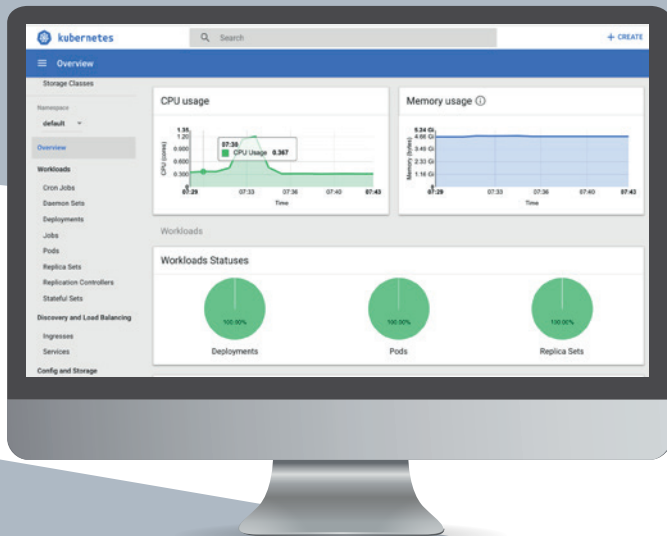 kubernetes
Search
+ CREATE
Overview
Storage Classes
Namespace
default
Overview
Workloads
Cron Jobs
Daemon Sets
Deployments
Jobs
Pods
Replica Sets
Replication Controllers
Stateful Sets
Discovery and Load Balancing
Ingresses
Services
Config and Storage
CPU usage
CPU (cores)
1.35
1.20
0.900
0.600
0.300
0
07:30
CPU Usage 0.367
07:29
07:33
07:36
07:40
07:43
Time
Memory usage
Memory (bytes)
5.24 Gi
4.66 Gi
3.49 Gi
2.33 Gi
1.16 Gi
0
07:29
07:33
07:36
07:40
07:43
Time
Workloads
Workloads Statuses
100.00%
Deployments
100.00%
Pods
100.00%
Replica Sets